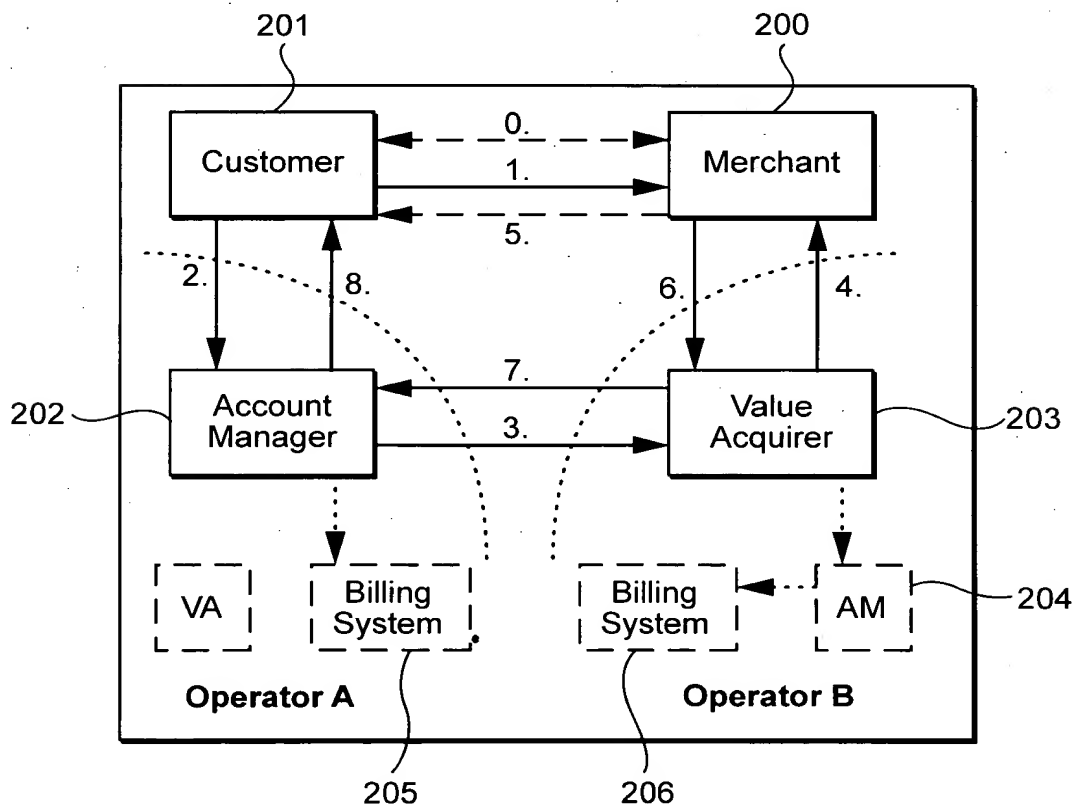 201
200
Customer
0.
1.
5.
Merchant
2.
8.
6.
4.
202
Account
Manager
7.
3.
Value
Acquirer
203
VA
Billing
System
Billing
System
AM
204
Operator A
Operator B
205
206